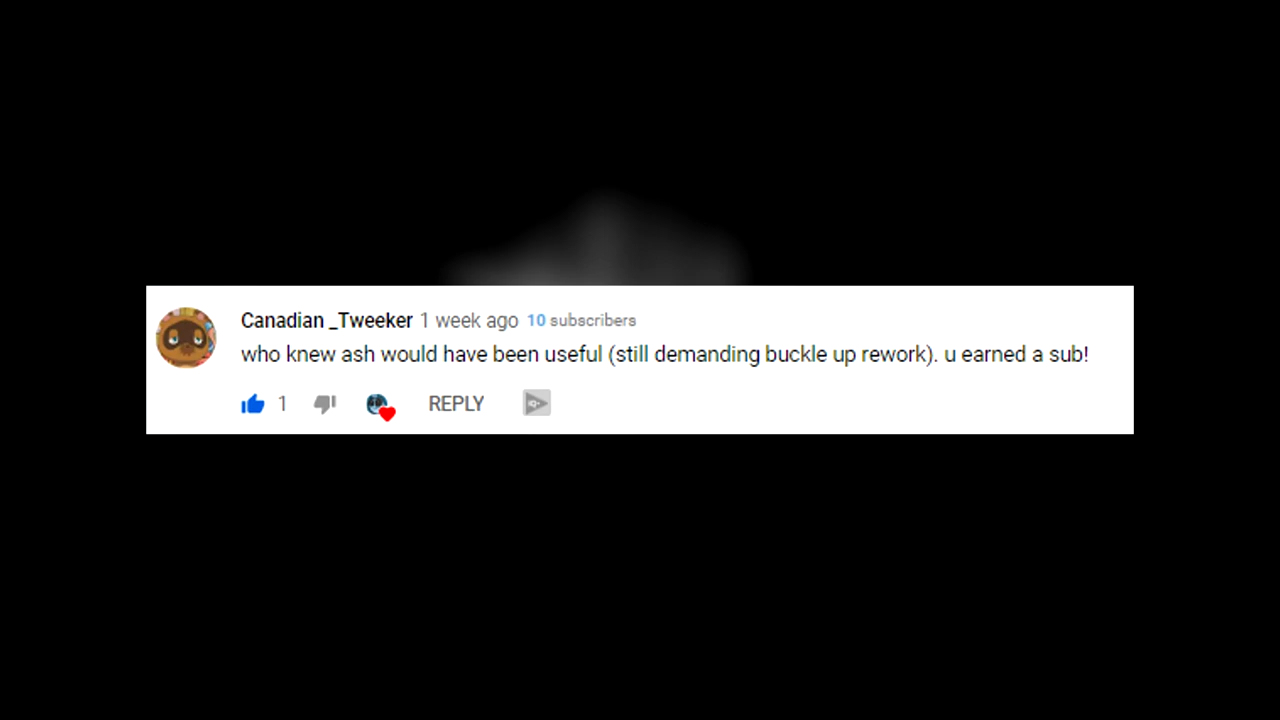 Canadian _Tweeker 1 week ago 10 subscribers
who knew ash would have been useful (still demanding buckle up rework). u earned a sub!
1 REPLY